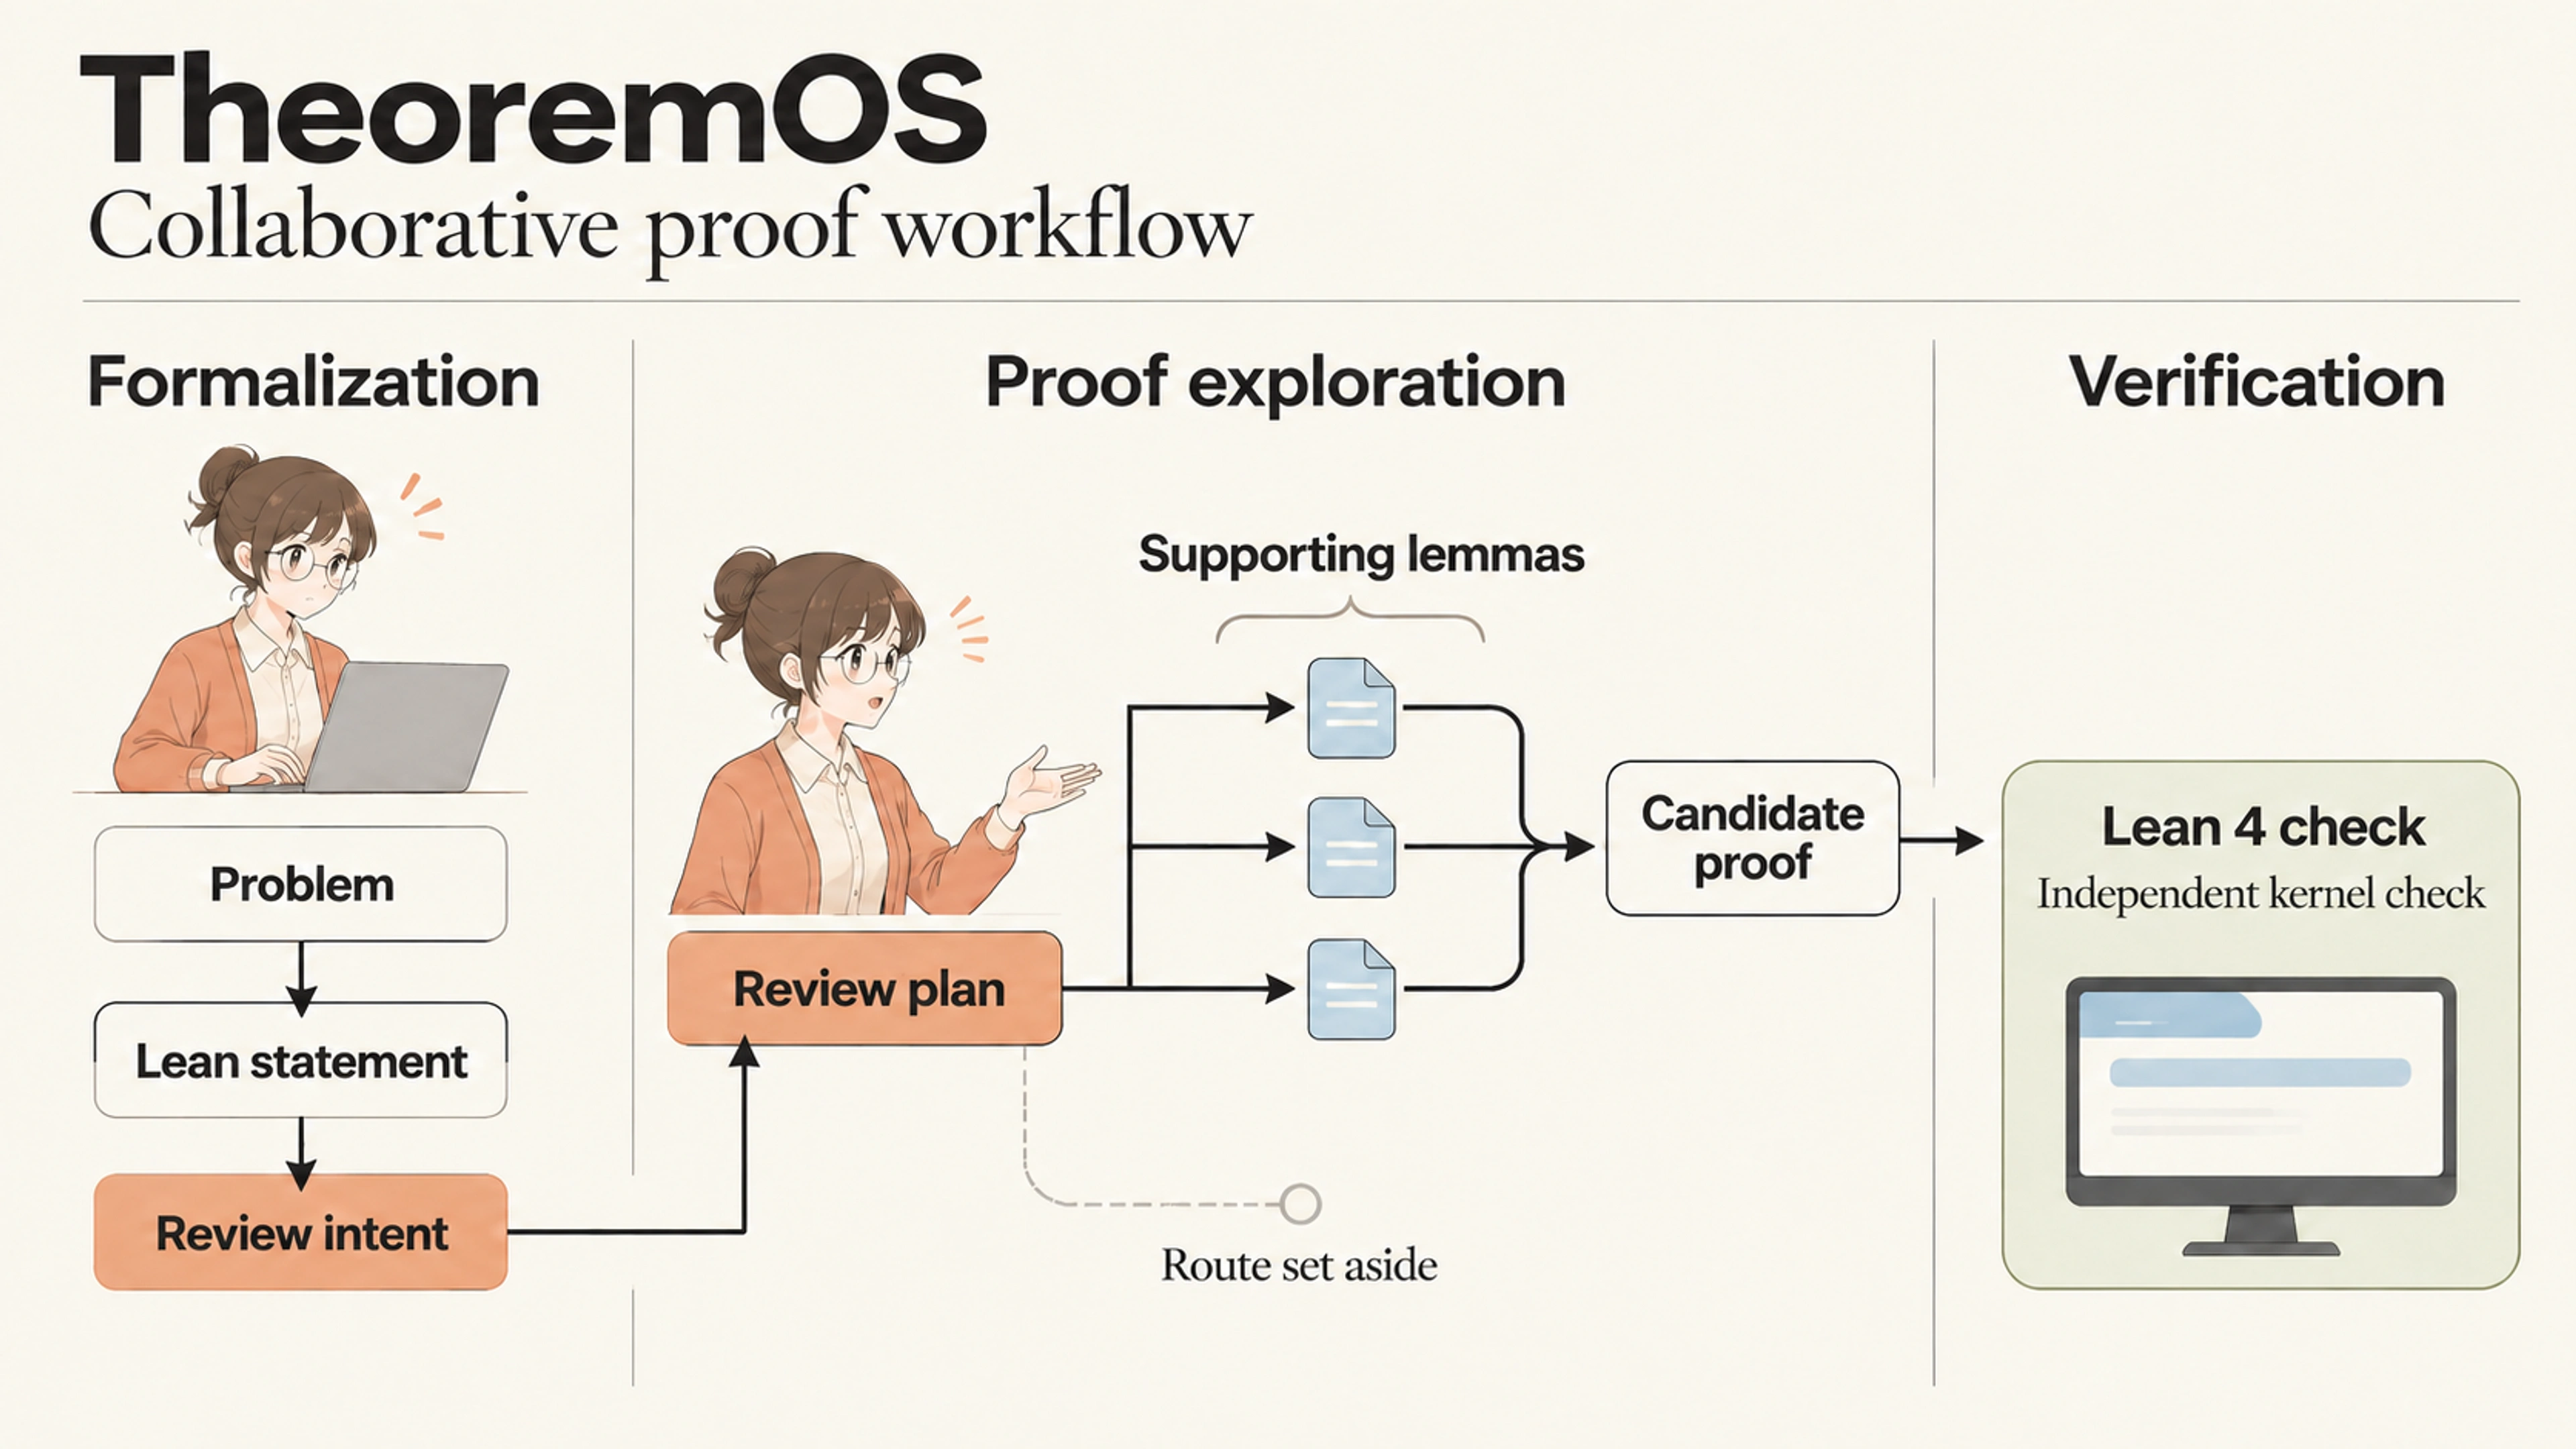 TheoremOS
Collaborative proof workflow
Formalization
Problem
Lean statement
Review intent
Proof exploration
Supporting lemmas
Review plan
Candidate
proof
Route set aside
Verification
Lean 4 check
Independent kernel check